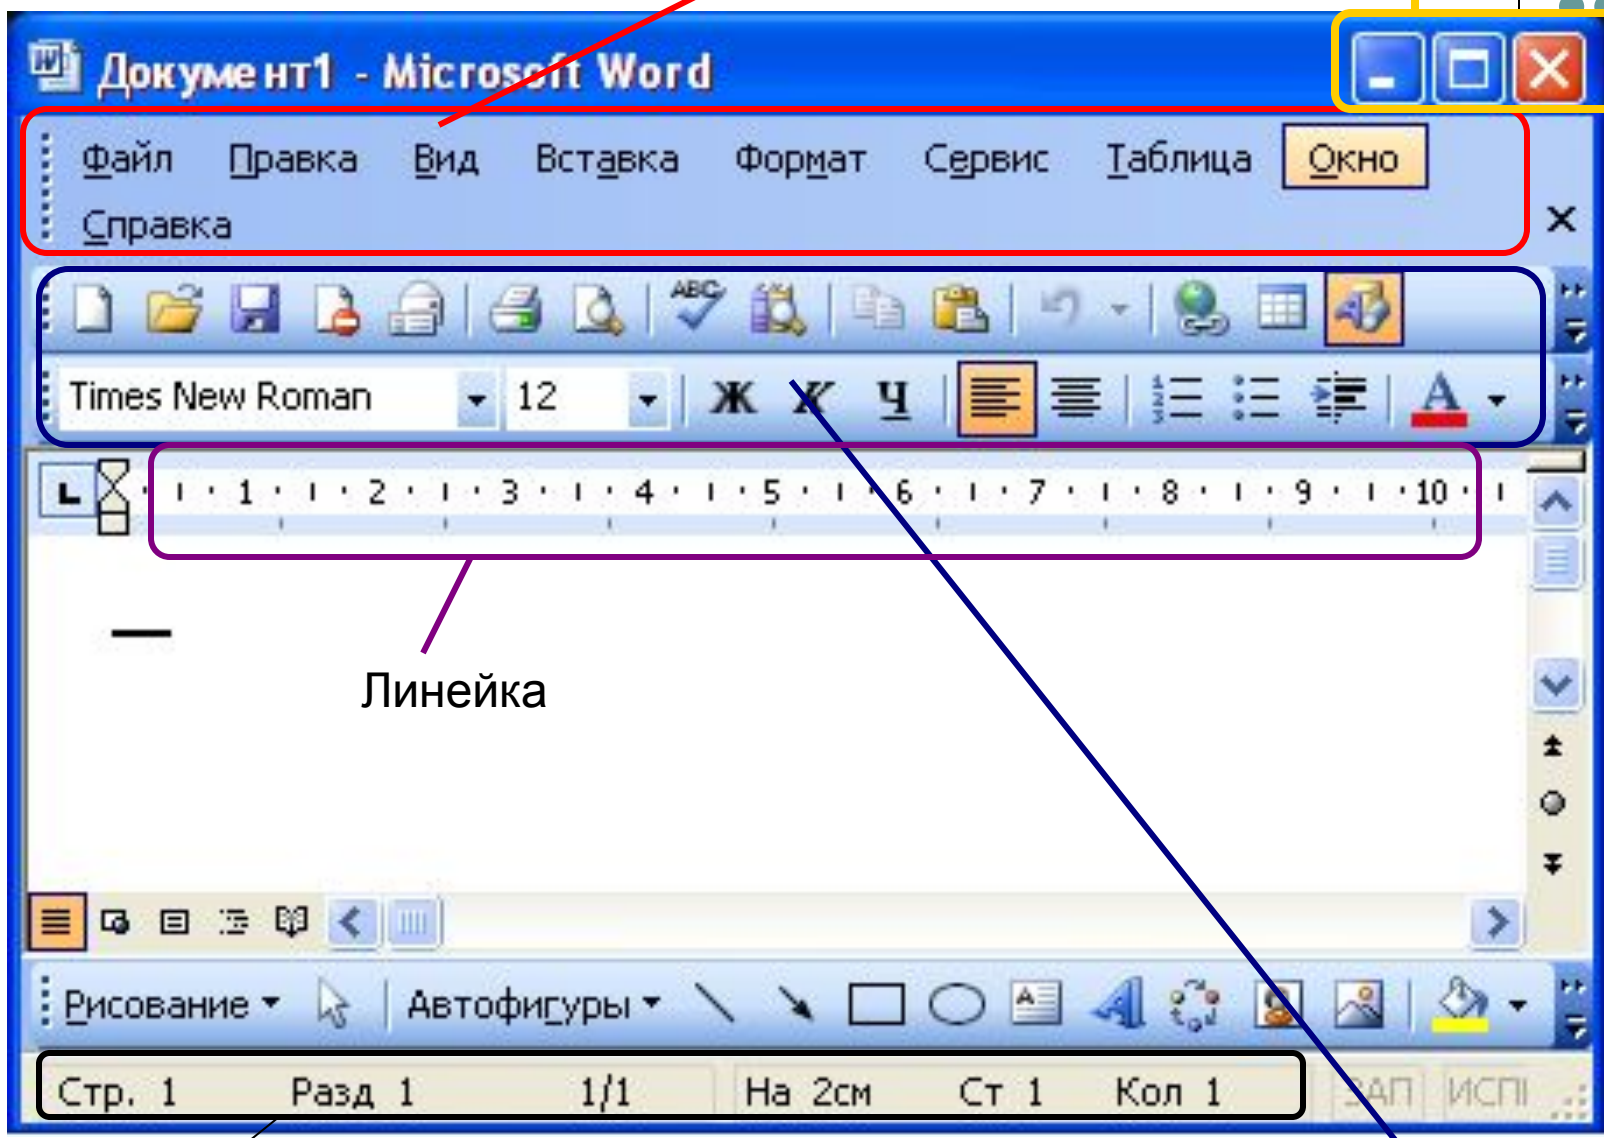 Документ1 - Microsoft Word
Файл Правка Вид Вставка Формат Сервис Таблица Окно
Справка
ABC
Times New Roman 12 Ж К Ч А
1 2 3 4 5 6 7 8 9 10
Линейка
Рисование Автофигуры
Стр. 1 Разд 1 1/1 На 2см Ст 1 Кол 1 ЗАП ИСПІ